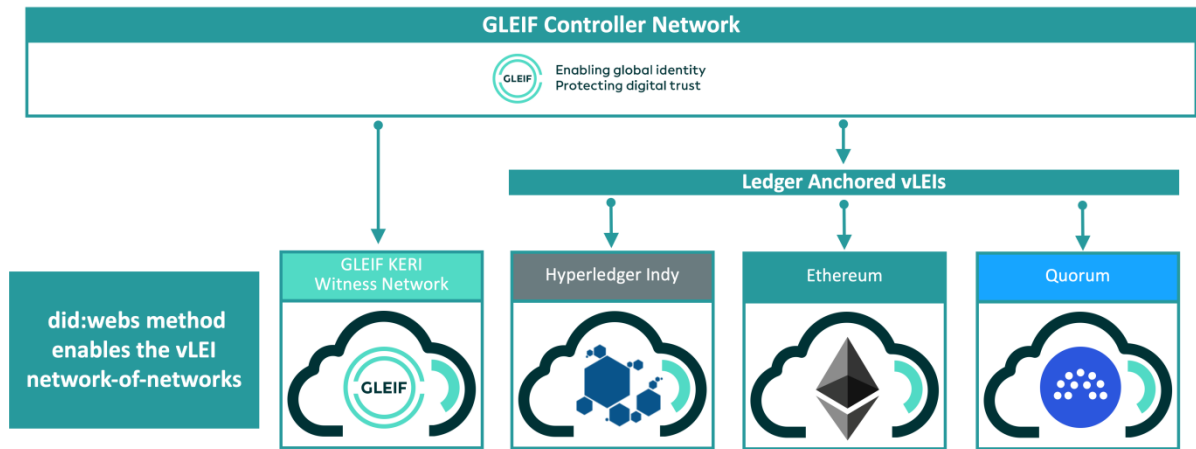 GLEIF Controller Network
GLEIF
Enabling global identity
Protecting digital trust
Ledger Anchored vLEIs
GLEIF KERI
Witness Network
Hyperledger Indy
Ethereum
Quorum
did:webs method
enables the vLEI
network-of-networks
GLEIF